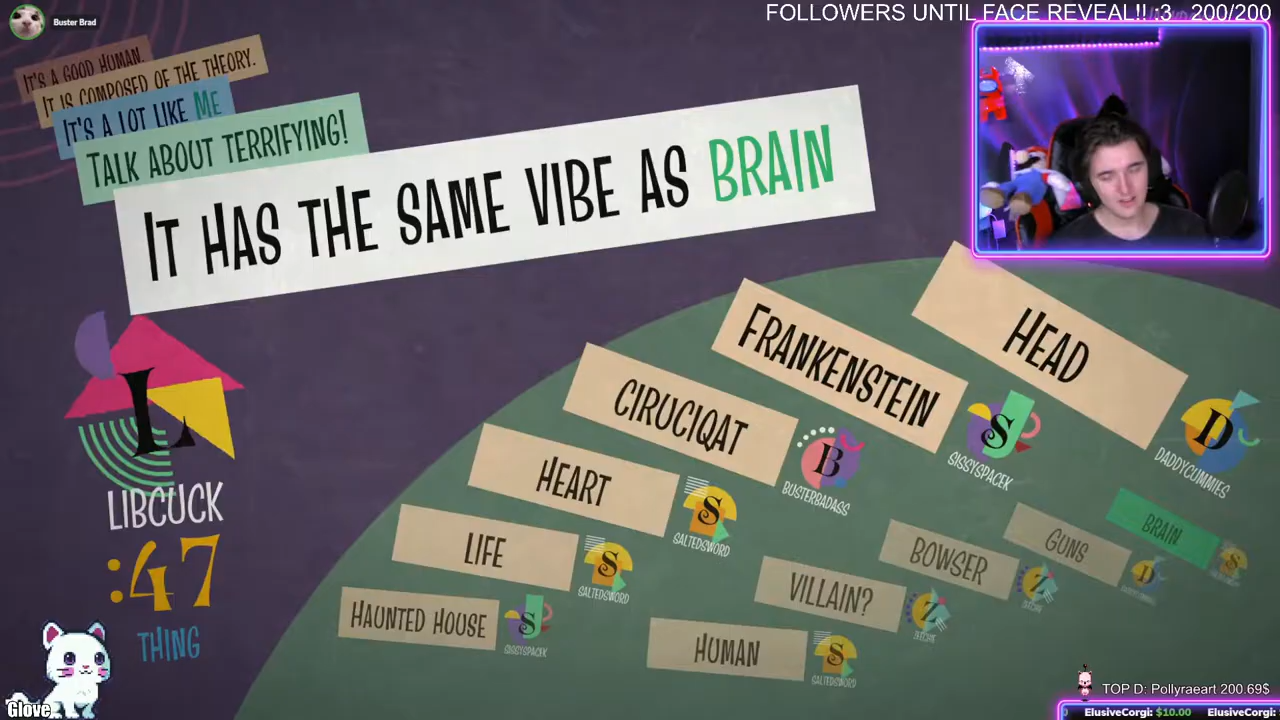 Buster Brad
FOLLOWERS UNTIL FACE REVEAL!! :3 200/200
IT'S A GOOD HUMAN.
IT IS COMPOSED OF THE THEORY.
IT'S A LOT LIKE ME
TALK ABOUT TERRIFYING!
IT HAS THE SAME VIBE AS BRAIN
HEAD
D
DADDYCUMMIES
FRANKENSTEIN
S
SISSYSPACEK
CIRUCIQAT
B
BUSTERBADASS
HEART
S
SALTEDSWORD
LIFE
S
SALTEDSWORD
HAUNTED HOUSE
S
SISSYSPACEK
BRAIN
S
GUNS
D
BOWSER
Z
VILLAIN?
Z
HUMAN
S
SALTEDSWORD
L
LIBCUCK
:47
THING
Glove
TOP D: Pollyraeart 200.69$
ElusiveCorgi: $10.00 ElusiveCorgi: